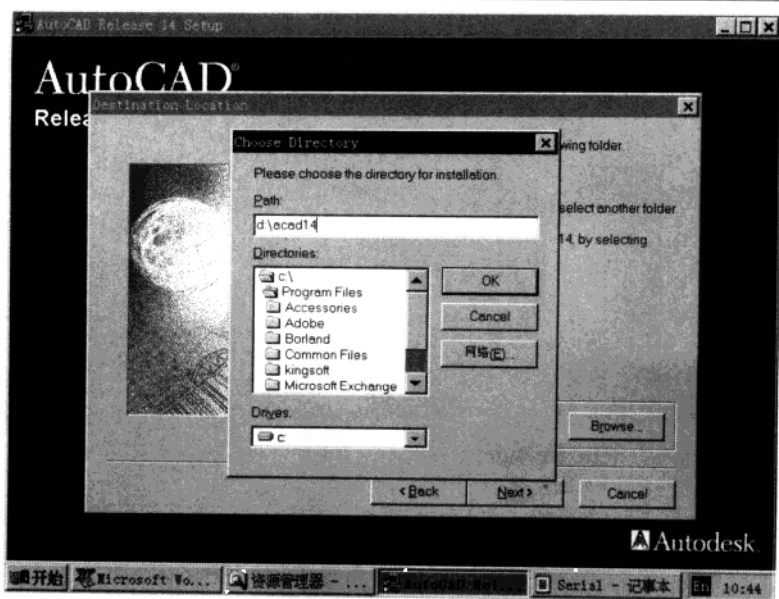 AutoCAD Release 14 Setup
AutoCAD®
Relea
Destination Location
wing folder.
select another folder
14, by selecting
Choose Directory
Please choose the directory for installation.
Path:
d:\acad14
Directories:
c:\
Program Files
Accessories
Adobe
Borland
Common Files
kingsoft
Microsoft Exchange
OK
Cancel
网络(E)...
Drives:
c:
Browse...
< Back
Next >
Cancel
Autodesk.
开始
Microsoft Wo...
资源管理器 - ...
AutoCAD Rel...
Serial - 记事本
En
10:44